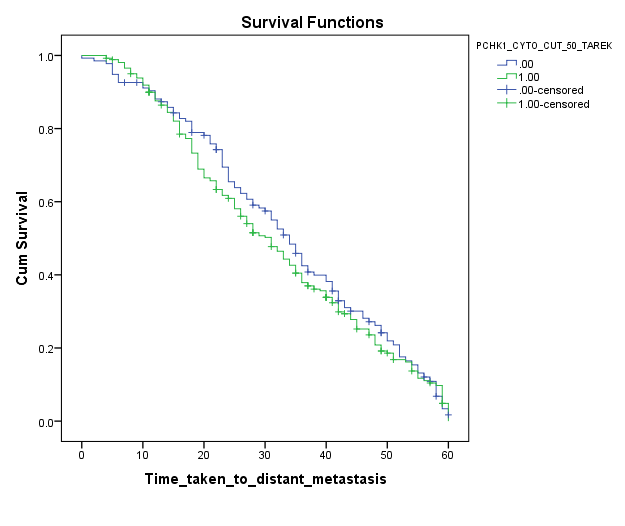 Survival Functions
PCHK1_CYTO_CUT_50_TAREK
.00
1.00
.00-censored
1.00-censored
Cum Survival
1.0
0.8
0.6
0.4
0.2
0.0
0 10 20 30 40 50 60
Time_taken_to_distant_metastasis